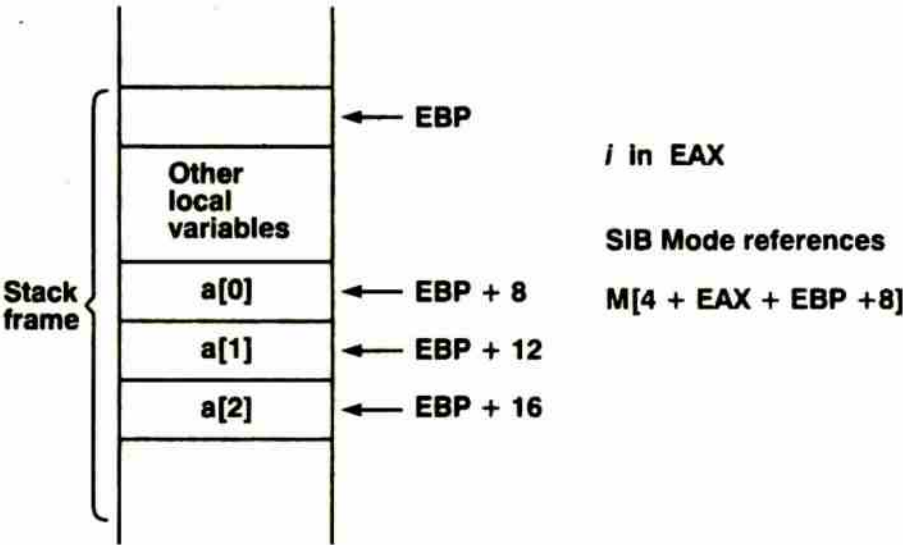 EBP
i in EAX
Other
local
variables
SIB Mode references
Stack
frame
a[0]
EBP + 8
M[4 + EAX + EBP +8]
a[1]
EBP + 12
a[2]
EBP + 16